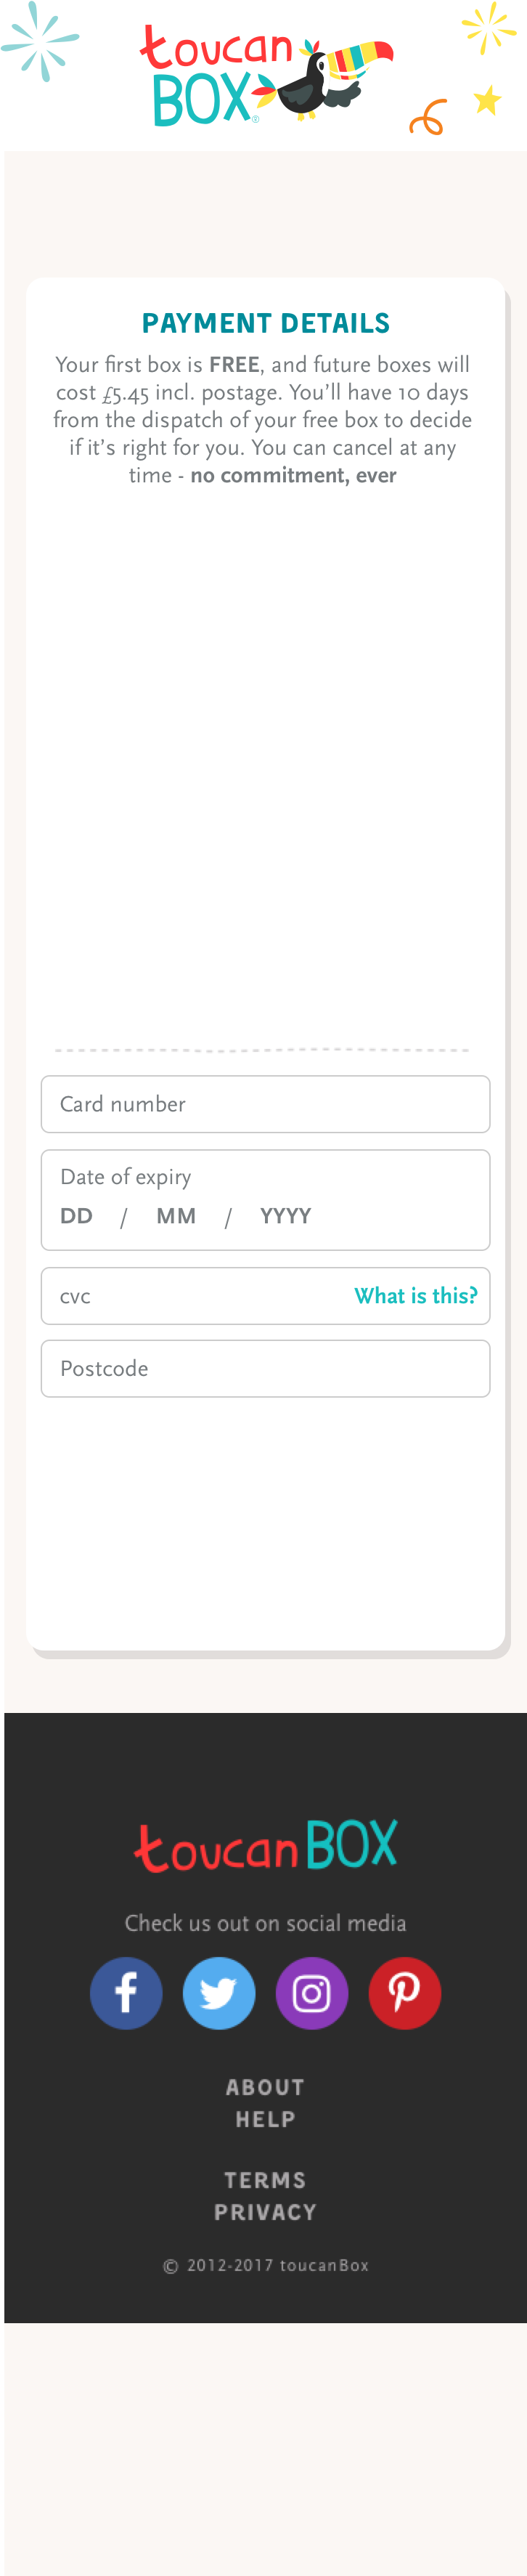 toucan
BOX®
PAYMENT DETAILS
Your first box is FREE, and future boxes will
cost £5.45 incl. postage. You’ll have 10 days
from the dispatch of your free box to decide
if it’s right for you. You can cancel at any
time - no commitment, ever
Card number
Date of expiry
DD / MM / YYYY
cvc What is this?
Postcode
toucanBOX
Check us out on social media
ABOUT
HELP
TERMS
PRIVACY
© 2012-2017 toucanBox